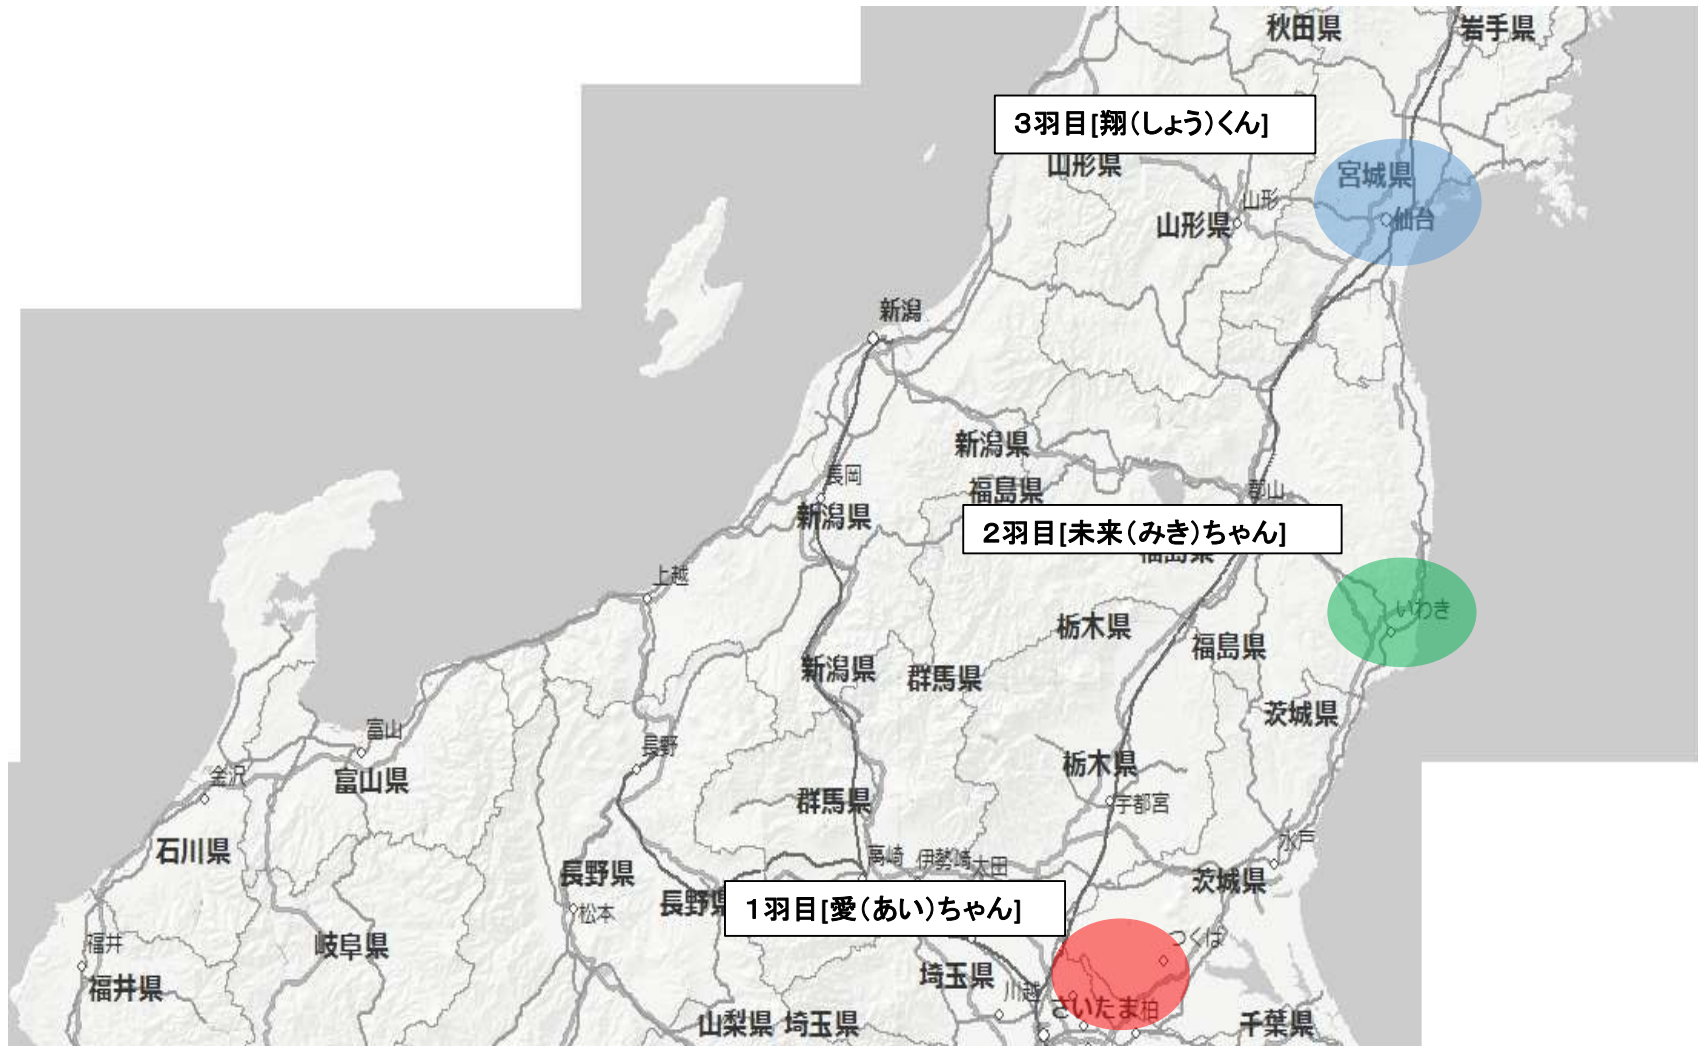 秋田県
岩手県
3羽目[翔(しょう)くん]
山形県
宮城県
山形
山形県
仙台
新潟
新潟県
長岡
福島県
郡山
新潟県
2羽目[未来(みき)ちゃん]
福島県
上越
いわき
栃木県
福島県
新潟県
群馬県
茨城県
富山
長野
栃木県
金沢
富山県
群馬県
宇都宮
水戸
石川県
高崎
伊勢崎
太田
長野県
茨城県
長野県
1羽目[愛(あい)ちゃん]
松本
福井
岐阜県
つくば
埼玉県
福井県
川越
さいたま
柏
山梨県
埼玉県
千葉県